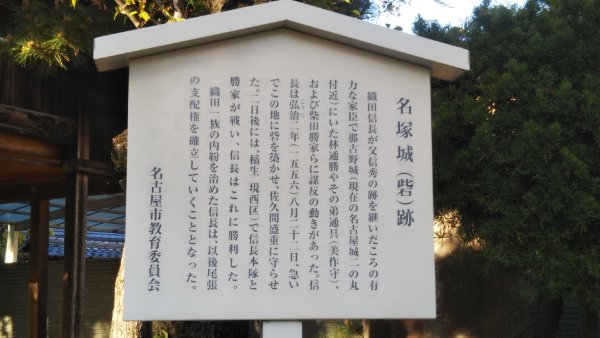 名塚城（砦）跡
織田信長が父信秀の跡を継いだころの有
力な家臣で那古野城（現在の名古屋城二の丸
付近）にいた林通勝やその弟通具（美作守）、
および柴田勝家らに謀反の動きがあった。信
長は弘治二年（一五五六）八月二十二日、急い
でこの地に砦を築かせ、佐久間盛重に守らせ
た。二日後には、稲生（現西区）で信長本隊と
勝家が戦い、信長はこれに勝利した。
織田一族の内紛を治めた信長は、以後尾張
の支配権を確立していくこととなった。
名古屋市教育委員会